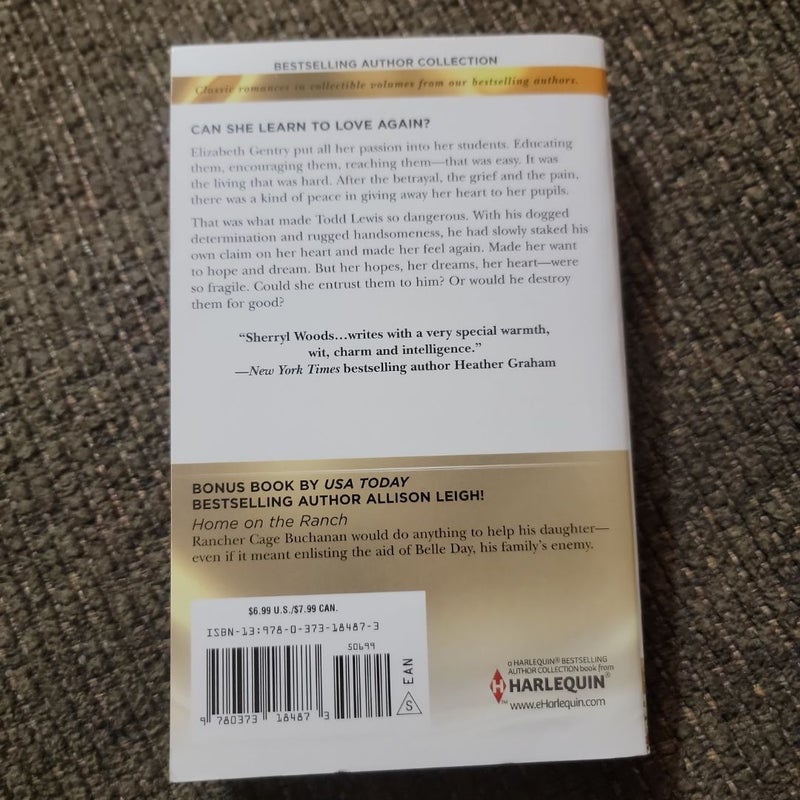 BESTSELLING AUTHOR COLLECTION
Classic romances in collectible volumes from our bestselling authors.
CAN SHE LEARN TO LOVE AGAIN?
Elizabeth Gentry put all her passion into her students. Educating
them, encouraging them, reaching them—that was easy. It was
the living that was hard. After the betrayal, the grief and the pain,
there was a kind of peace in giving away her heart to her pupils.
That was what made Todd Lewis so dangerous. With his dogged
determination and rugged handsomeness, he had slowly staked his
own claim on her heart and made her feel again. Made her want
to hope and dream. But her hopes, her dreams, her heart—were
so fragile. Could she entrust them to him? Or would he destroy
them for good?
“Sherryl Woods…writes with a very special warmth,
wit, charm and intelligence.”
—New York Times bestselling author Heather Graham
BONUS BOOK BY USA TODAY
BESTSELLING AUTHOR ALLISON LEIGH!
Home on the Ranch
Rancher Cage Buchanan would do anything to help his daughter—
even if it meant enlisting the aid of Belle Day, his family’s enemy.
$6.99 U.S./$7.99 CAN.
ISBN-13:978-0-373-18487-3
50699
9 780373 184873
EAN
S
a HARLEQUIN® BESTSELLING
AUTHOR COLLECTION book from
HARLEQUIN®
™ www.eHarlequin.com